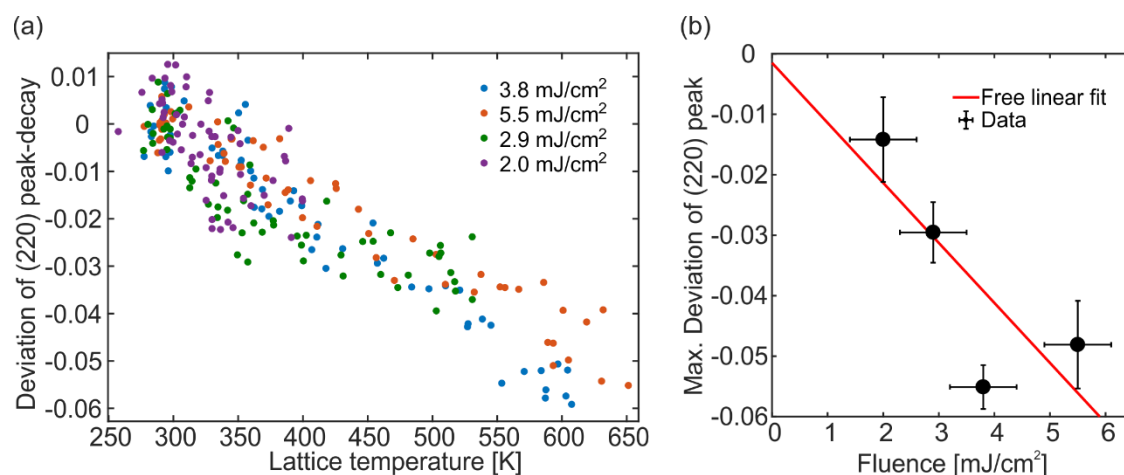 (a)
Deviation of (220) peak-decay
0.01
0
-0.01
-0.02
-0.03
-0.04
-0.05
-0.06
250 300 350 400 450 500 550 600 650
Lattice temperature [K]
3.8 mJ/cm²
5.5 mJ/cm²
2.9 mJ/cm²
2.0 mJ/cm²
(b)
Max. Deviation of (220) peak
0
-0.01
-0.02
-0.03
-0.04
-0.05
-0.06
0 1 2 3 4 5 6
Fluence [mJ/cm²]
Free linear fit
Data